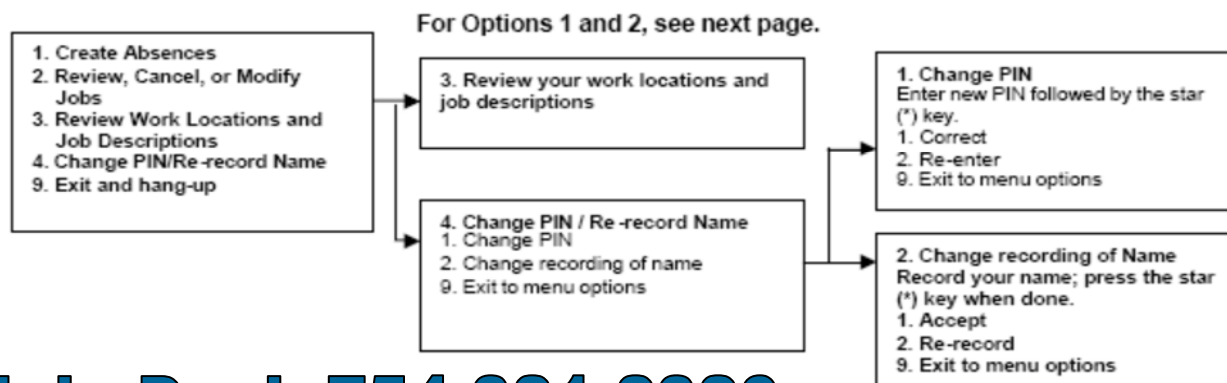 For Options 1 and 2, see next page.
1. Create Absences
2. Review, Cancel, or Modify
Jobs
3. Review Work Locations and
Job Descriptions
4. Change PIN/Re-record Name
9. Exit and hang-up
3. Review your work locations and
job descriptions
4. Change PIN / Re-record Name
1. Change PIN
2. Change recording of name
9. Exit to menu options
1. Change PIN
Enter new PIN followed by the star
(*) key.
1. Correct
2. Re-enter
9. Exit to menu options
2. Change recording of Name
Record your name; press the star
(*) key when done.
1. Accept
2. Re-record
9. Exit to menu options